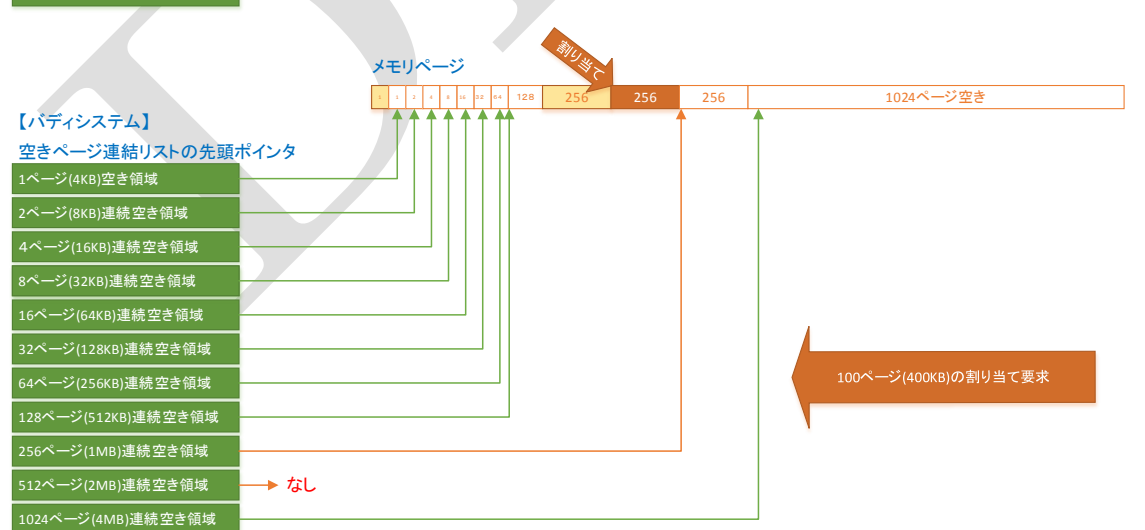 割り当て
メモリページ
1 1 2 4 8 16 32 64 128 256 256 256 1024ページ空き
【バディシステム】
空きページ連結リストの先頭ポインタ
1ページ(4KB)空き領域
2ページ(8KB)連続空き領域
4ページ(16KB)連続空き領域
8ページ(32KB)連続空き領域
16ページ(64KB)連続空き領域
32ページ(128KB)連続空き領域
64ページ(256KB)連続空き領域
100ページ(400KB)の割り当て要求
128ページ(512KB)連続空き領域
256ページ(1MB)連続空き領域
512ページ(2MB)連続空き領域 なし
1024ページ(4MB)連続空き領域